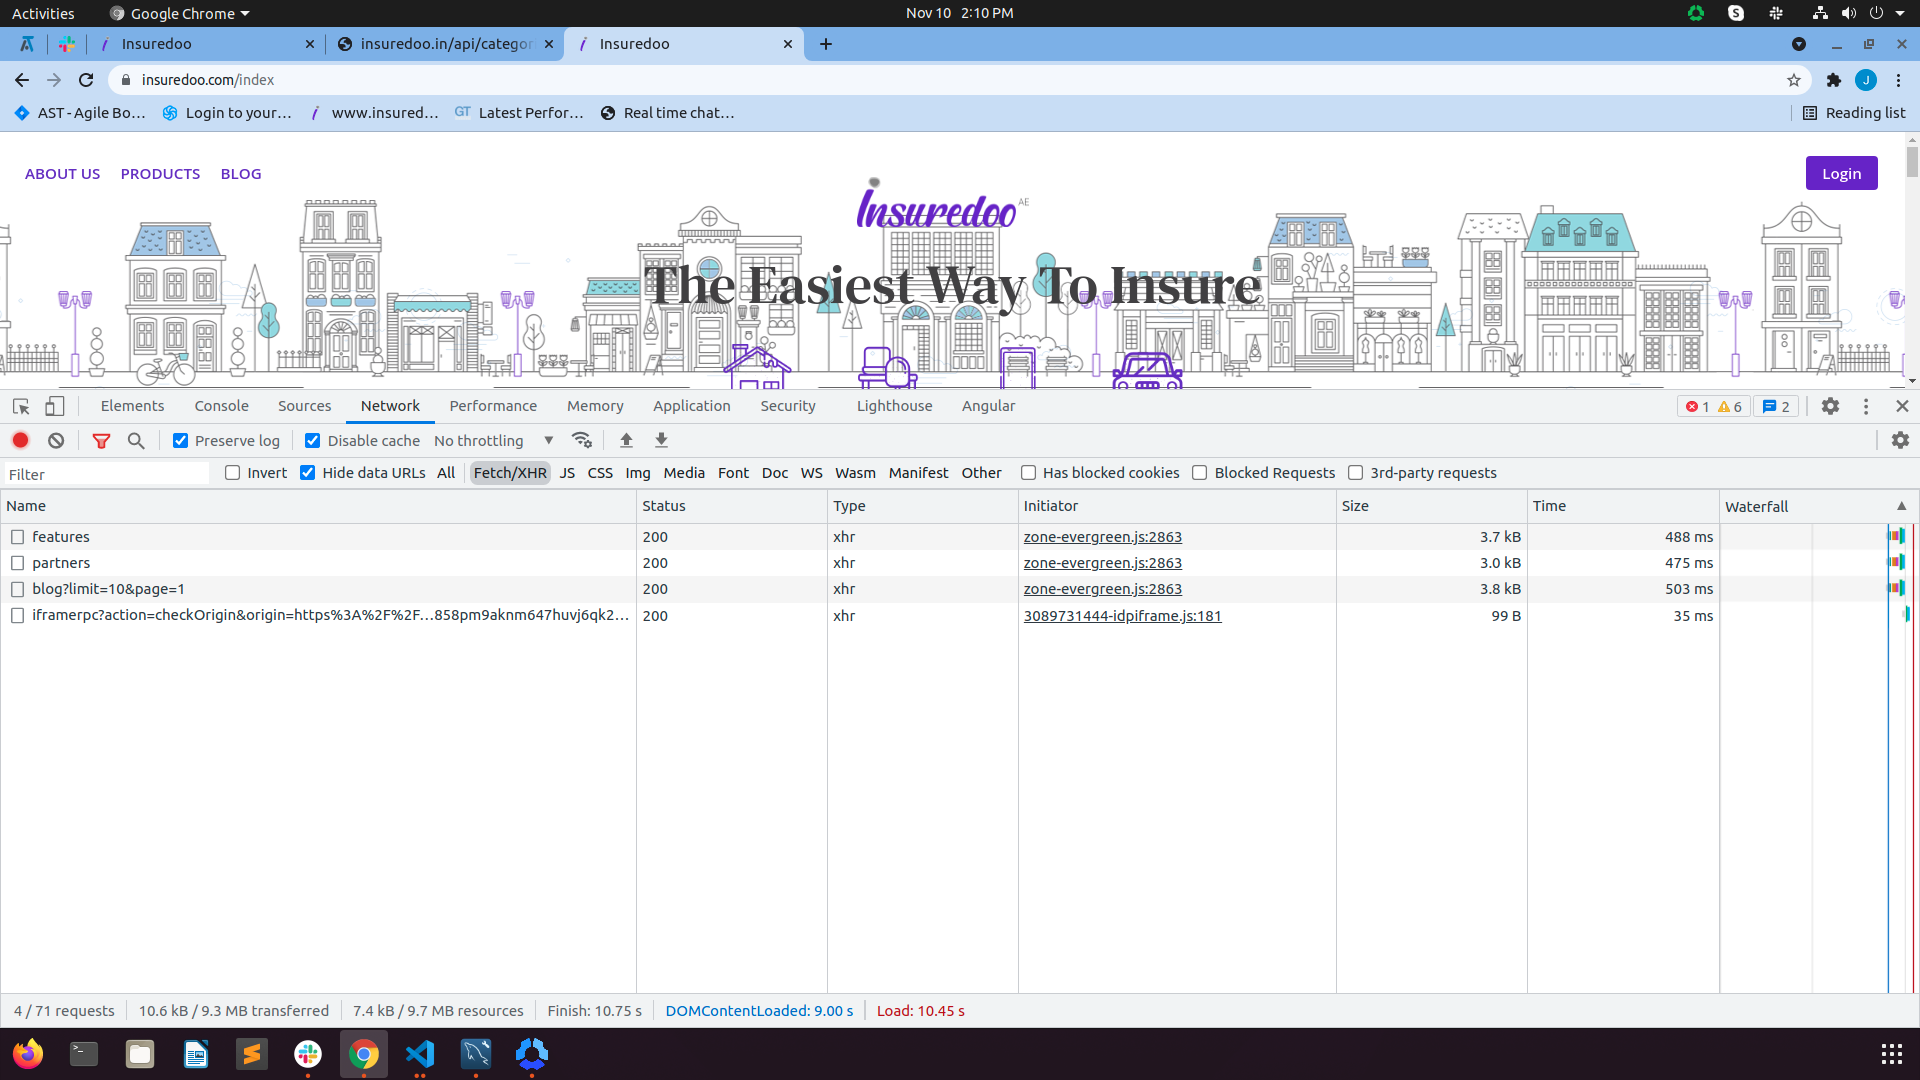 Activities Google Chrome Nov 10 2:10 PM
Insuredoo insuredoo.in/api/categor Insuredoo
insuredoo.com/index J
AST - Agile Bo... Login to your... www.insured... GT Latest Perfor... Real time chat... Reading list
ABOUT US PRODUCTS BLOG Login
Insuredoo AE
The Easiest Way To Insure
Elements Console Sources Network Performance Memory Application Security Lighthouse Angular 1 6 2
Preserve log Disable cache No throttling
Filter Invert Hide data URLs All Fetch/XHR JS CSS Img Media Font Doc WS Wasm Manifest Other Has blocked cookies Blocked Requests 3rd-party requests
Name Status Type Initiator Size Time Waterfall
features 200 xhr zone-evergreen.js:2863 3.7 kB 488 ms
partners 200 xhr zone-evergreen.js:2863 3.0 kB 475 ms
blog?limit=10&page=1 200 xhr zone-evergreen.js:2863 3.8 kB 503 ms
iframerpc?action=checkOrigin&origin=https%3A%2F%2F...858pm9aknm647huvj6qk2... 200 xhr 3089731444-idpiframe.js:181 99 B 35 ms
4 / 71 requests 10.6 kB / 9.3 MB transferred 7.4 kB / 9.7 MB resources Finish: 10.75 s DOMContentLoaded: 9.00 s Load: 10.45 s